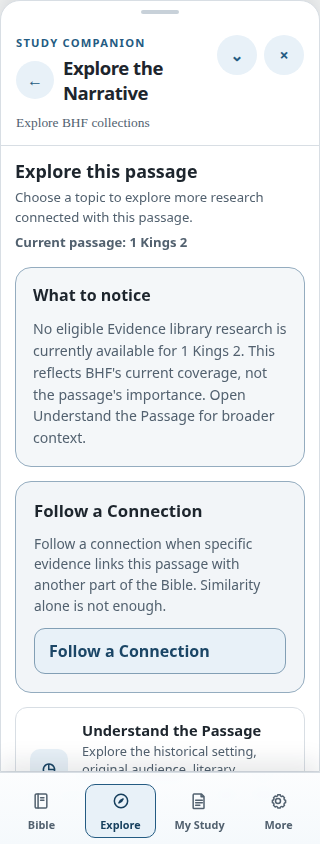 STUDY COMPANION
Explore the
Narrative
Explore BHF collections
Explore this passage
Choose a topic to explore more research
connected with this passage.
Current passage: 1 Kings 2
What to notice
No eligible Evidence library research is
currently available for 1 Kings 2. This
reflects BHF's current coverage, not
the passage's importance. Open
Understand the Passage for broader
context.
Follow a Connection
Follow a connection when specific
evidence links this passage with
another part of the Bible. Similarity
alone is not enough.
Follow a Connection
Understand the Passage
Explore the historical setting,
original audience, literary
Bible
Explore
My Study
More